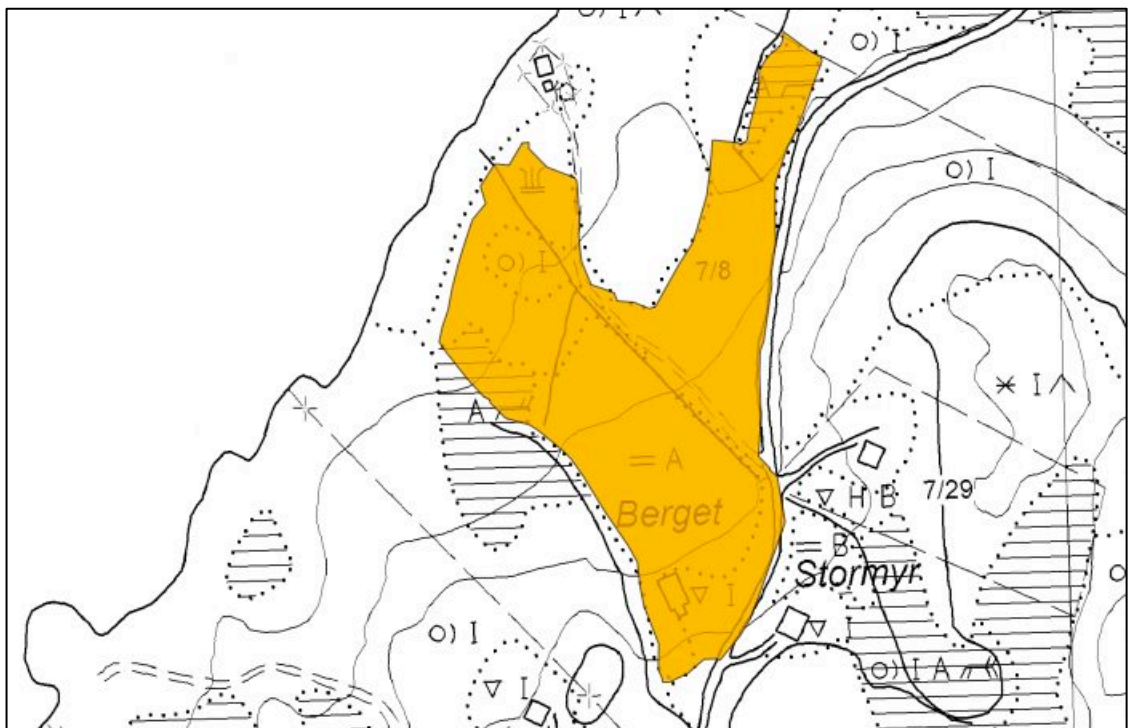 I
O) I
A
O) I
O) I
7/8
I
A
= A
Berget
H B
7/29
= B
Stormyr
I
I
O) I
I
O) I A
O